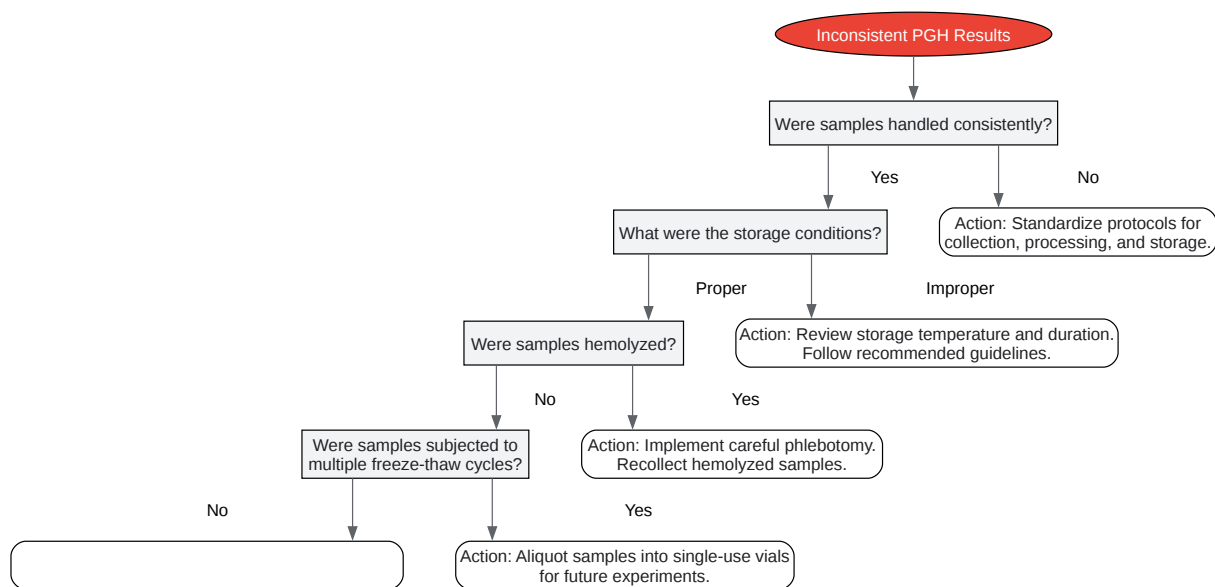 Inconsistent PGH Results
Were samples handled consistently?
Yes
No
What were the storage conditions?
Action: Standardize protocols for
collection, processing, and storage.
Proper
Improper
Were samples hemolyzed?
Action: Review storage temperature and duration.
Follow recommended guidelines.
No
Yes
Were samples subjected to
multiple freeze-thaw cycles?
Action: Implement careful phlebotomy.
Recollect hemolyzed samples.
No
Yes
Action: Aliquot samples into single-use vials
for future experiments.